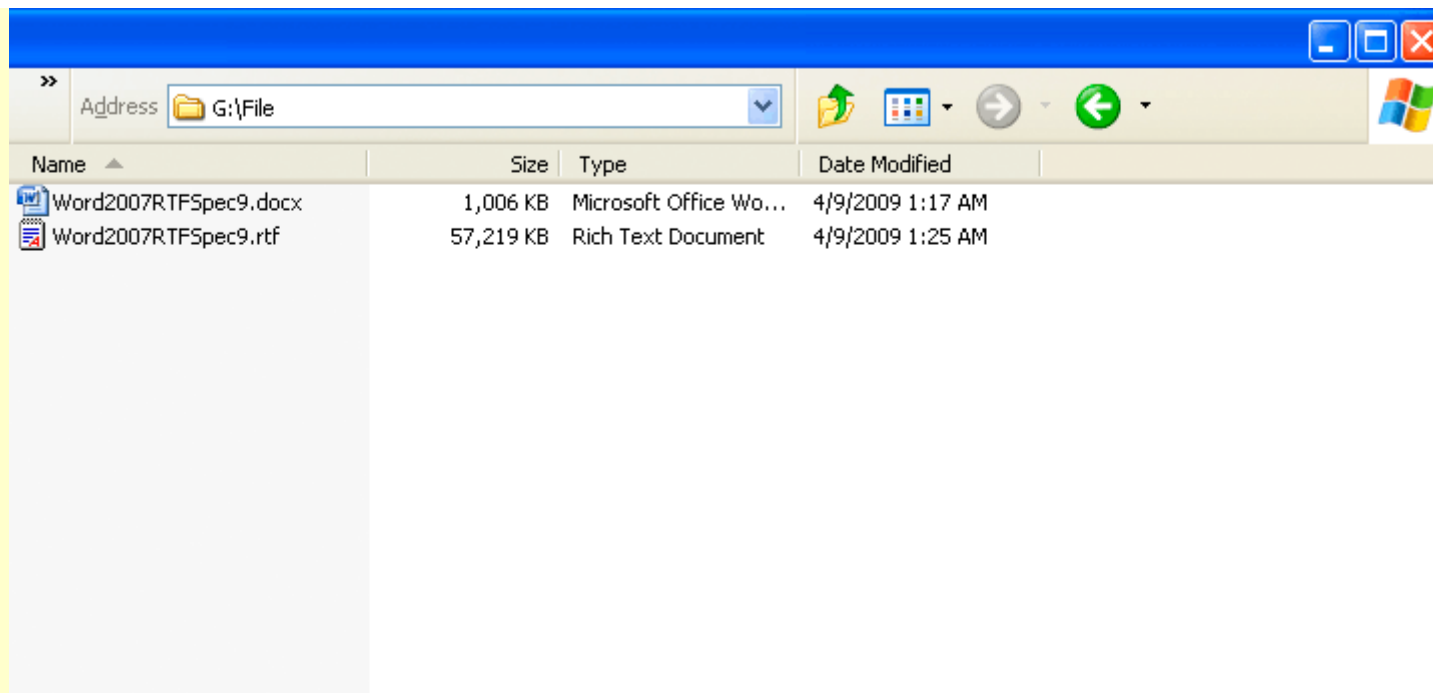 » Address G:\File
Name Size Type Date Modified
Word2007RTFSpec9.docx 1,006 KB Microsoft Office Wo... 4/9/2009 1:17 AM
Word2007RTFSpec9.rtf 57,219 KB Rich Text Document 4/9/2009 1:25 AM